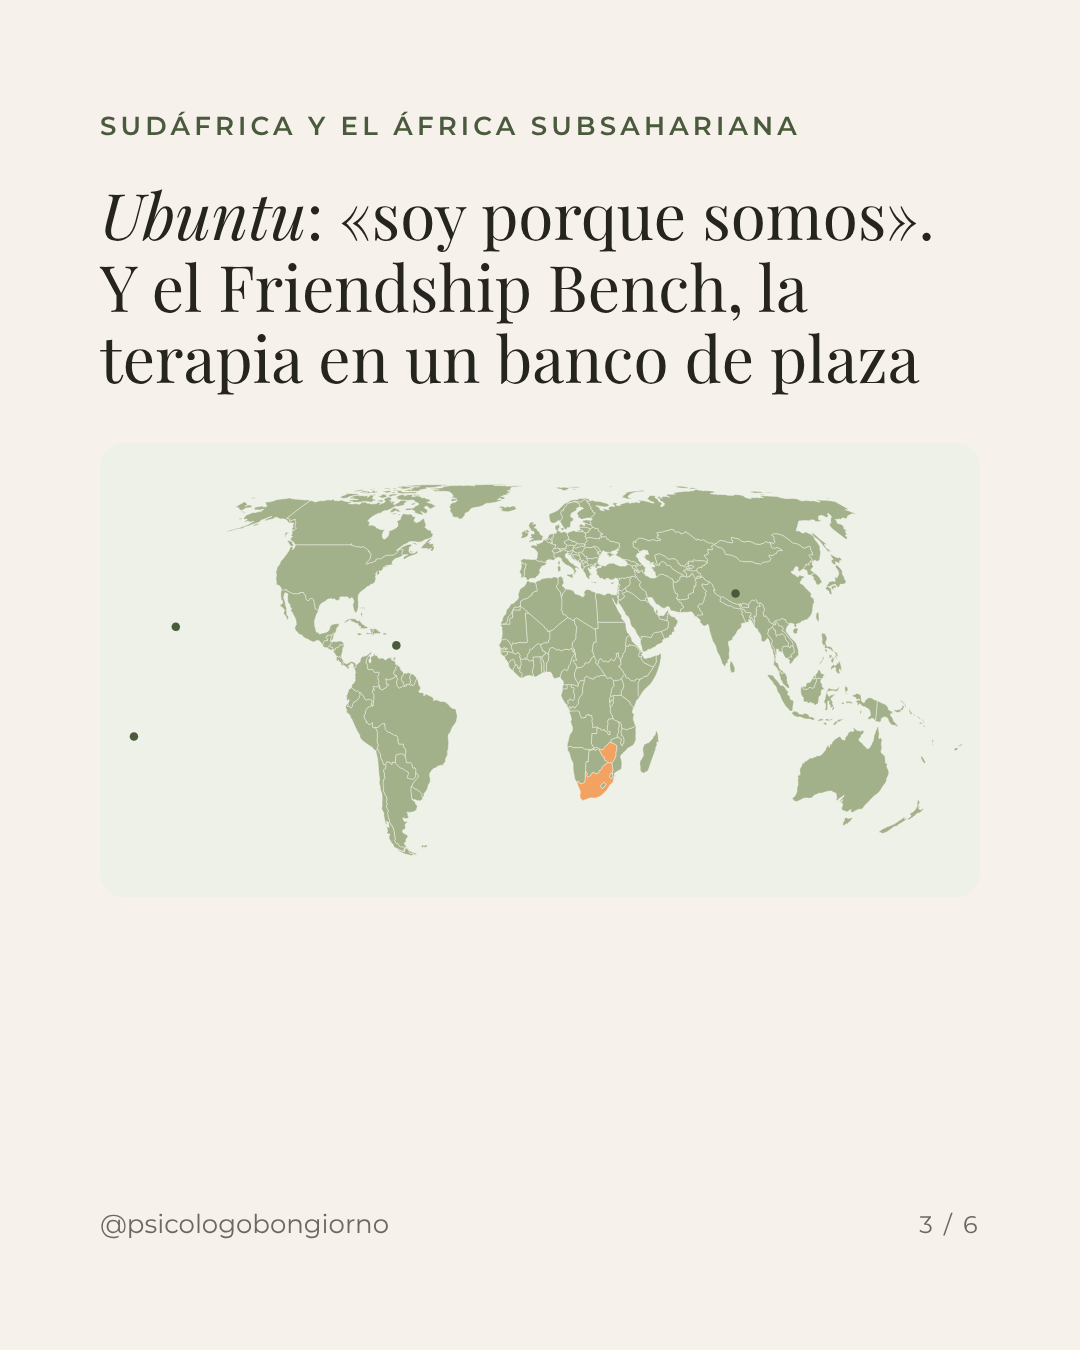 SUDÁFRICA Y EL ÁFRICA SUBSAHARIANA
Ubuntu: «soy porque somos».
Y el Friendship Bench, la
terapia en un banco de plaza
@psicologobongiorno
3 / 6